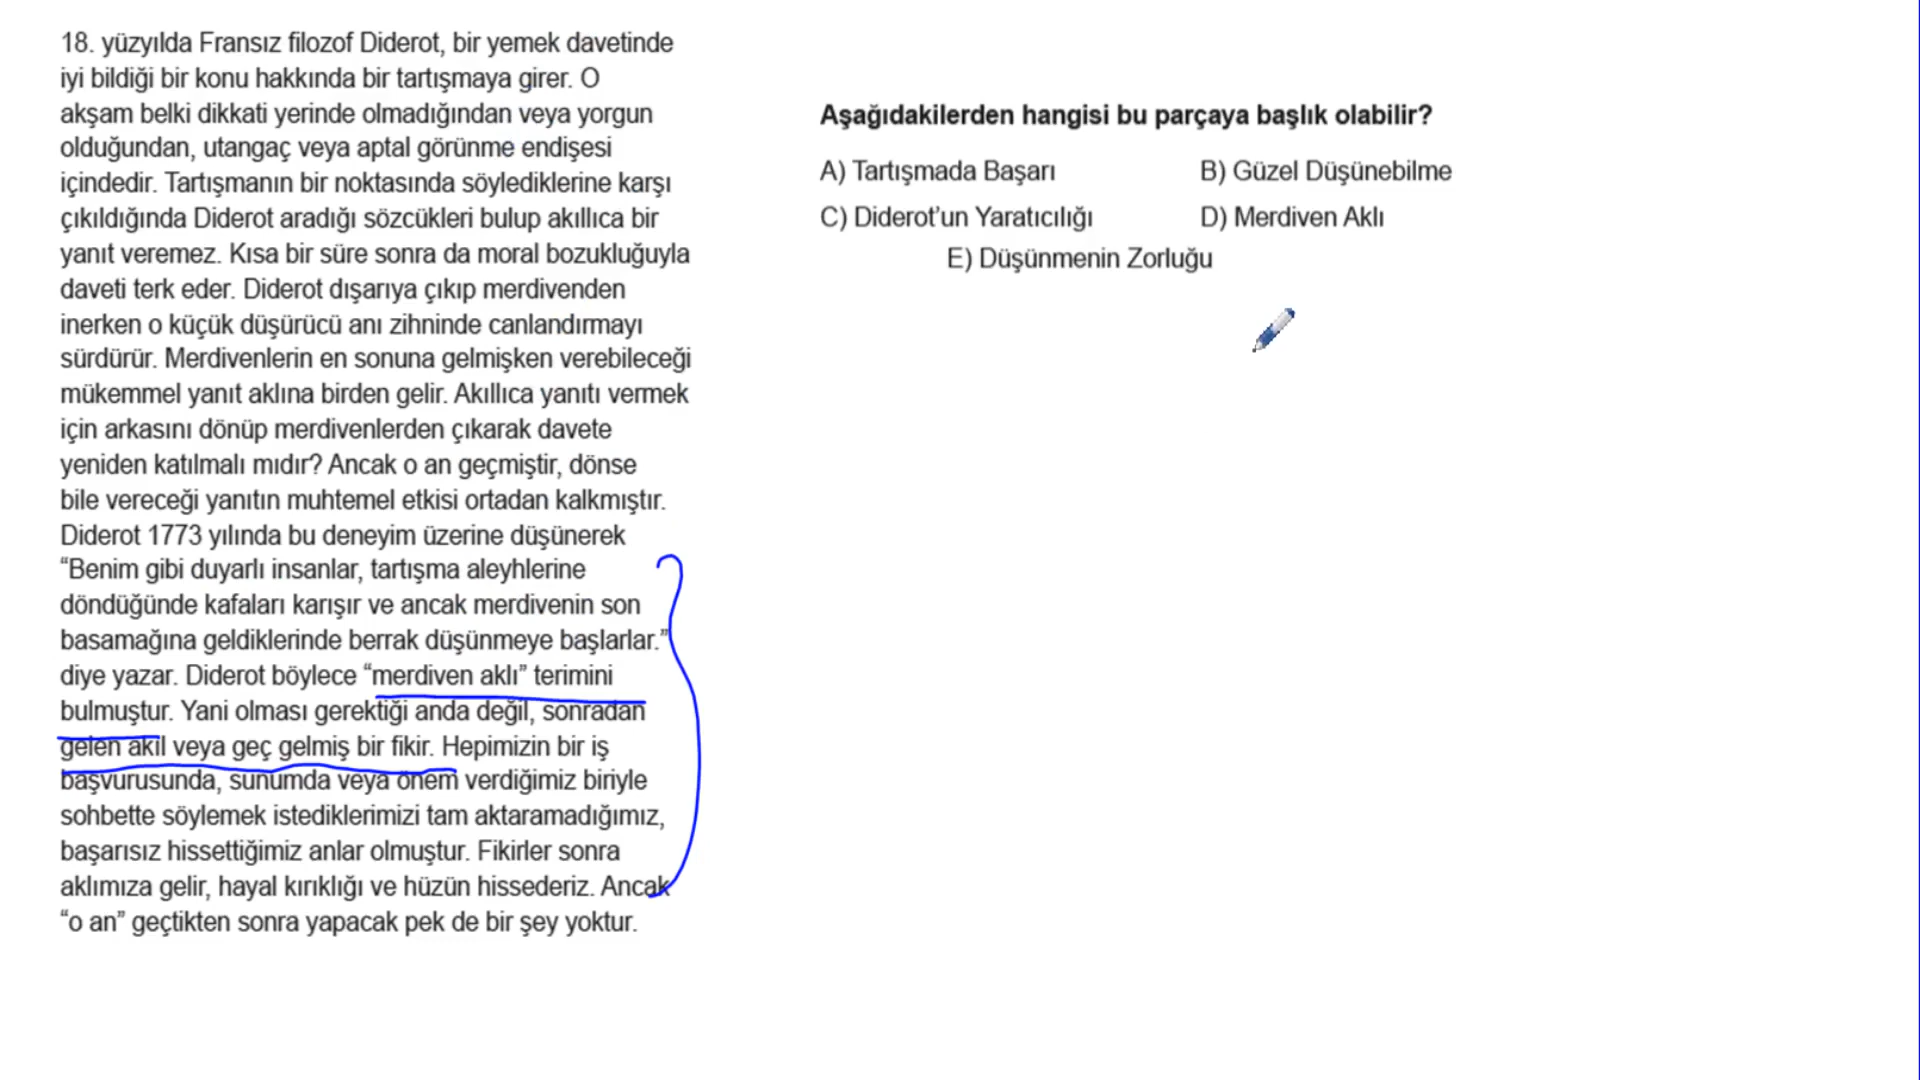 18. yüzyılda Fransız filozof Diderot, bir yemek davetinde
iyi bildiği bir konu hakkında bir tartışmaya girer. O
akşam belki dikkati yerinde olmadığından veya yorgun
olduğundan, utangaç veya aptal görünme endişesi
içindedir. Tartışmanın bir noktasında söylediklerine karşı
çıkıldığında Diderot aradığı sözcükleri bulup akıllıca bir
yanıt veremez. Kısa bir süre sonra da moral bozukluğuyla
daveti terk eder. Diderot dışarıya çıkıp merdivenden
inerken o küçük düşürücü anı zihninde canlandırmayı
sürdürür. Merdivenlerin en sonuna gelmişken verebileceği
mükemmel yanıt aklına birden gelir. Akıllıca yanıtı vermek
için arkasını dönüp merdivenlerden çıkarak davete
yeniden katılmalı mıdır? Ancak o an geçmiştir, dönse
bile vereceği yanıtın muhtemel etkisi ortadan kalkmıştır.
Diderot 1773 yılında bu deneyim üzerine düşünerek
“Benim gibi duyarlı insanlar, tartışma aleyhlerine
döndüğünde kafaları karışır ve ancak merdivenin son
basamağına geldiklerinde berrak düşünmeye başlarlar.”
diye yazar. Diderot böylece “merdiven aklı” terimini
bulmuştur. Yani olması gerektiği anda değil, sonradan
gelen akıl veya geç gelmiş bir fikir. Hepimizin bir iş
başvurusunda, sunumda veya önem verdiğimiz biriyle
sohbette söylemek istediklerimizi tam aktaramadığımız,
başarısız hissettiğimiz anlar olmuştur. Fikirler sonra
aklımıza gelir, hayal kırıklığı ve hüzün hissederiz. Ancak
“o an” geçtikten sonra yapacak pek de bir şey yoktur.
Aşağıdakilerden hangisi bu parçaya başlık olabilir?
A) Tartışmada Başarı B) Güzel Düşünebilme
C) Diderot’un Yaratıcılığı D) Merdiven Aklı
E) Düşünmenin Zorluğu